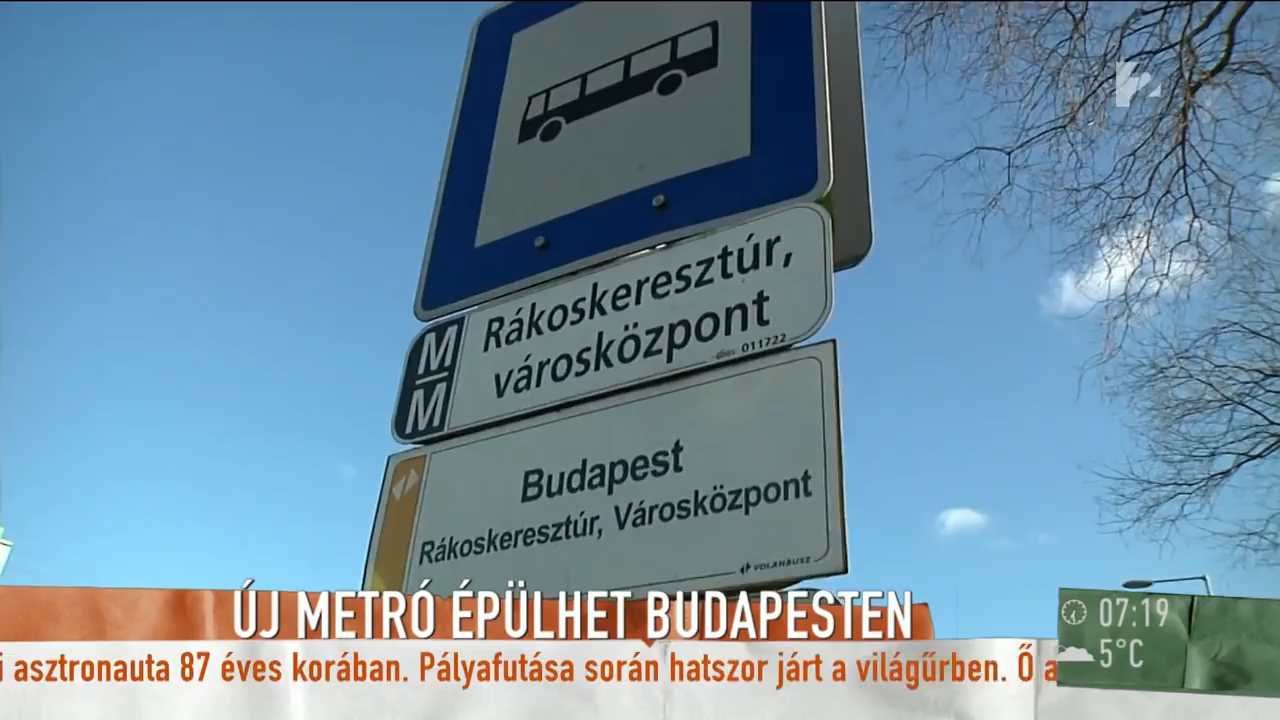 M
M
Rákoskeresztúr,
városközpont
011722
Budapest
Rákoskeresztúr, Városközpont
VOLÁNBUSZ
ÚJ METRÓ ÉPÜLHET BUDAPESTEN
07:19
5°C
i asztronauta 87 éves korában. Pályafutása során hatszor járt a világűrben. Ő a